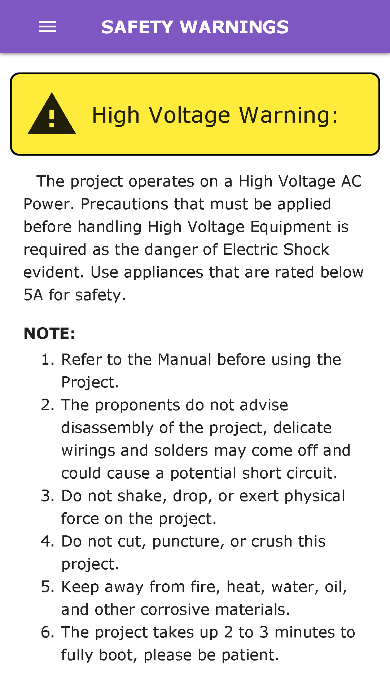 SAFETY WARNINGS
High Voltage Warning:
The project operates on a High Voltage AC
Power. Precautions that must be applied
before handling High Voltage Equipment is
required as the danger of Electric Shock
evident. Use appliances that are rated below
5A for safety.
NOTE:
1. Refer to the Manual before using the
Project.
2. The proponents do not advise
disassembly of the project, delicate
wirings and solders may come off and
could cause a potential short circuit.
3. Do not shake, drop, or exert physical
force on the project.
4. Do not cut, puncture, or crush this
project.
5. Keep away from fire, heat, water, oil,
and other corrosive materials.
6. The project takes up 2 to 3 minutes to
fully boot, please be patient.